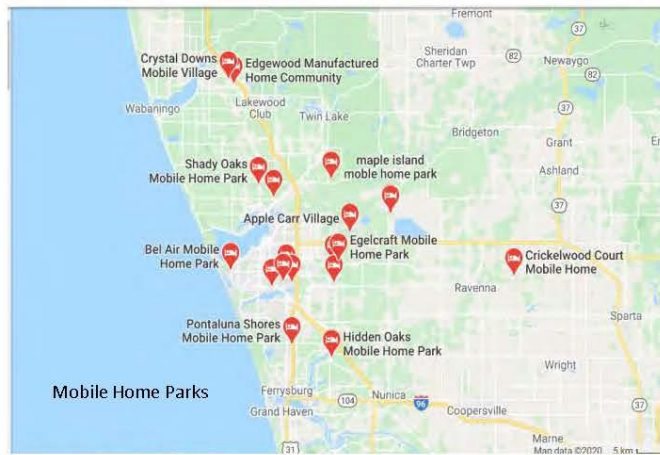 Fremont
37
Sheridan
Charter Twp
Newaygo
82
Crystal Downs
Mobile Village
Edgewood Manufactured
Home Community
37
Wabaningo
Lakewood
Club
Twin Lake
Bridgeton
Grant
Shady Oaks
Mobile Home Park
maple island
moble home park
Ashland
37
Apple Carr Village
Bel Air Mobile
Home Park
Egelcraft Mobile
Home Park
Crickelwood Court
Mobile Home
Ravenna
Sparta
Pontaluna Shores
Mobile Home Park
Hidden Oaks
Mobile Home Park
Wright
Mobile Home Parks
Ferrysburg
Nunica
104
96
37
Grand Haven
Coopersville
Marne
31
Map data ©2020
5 km